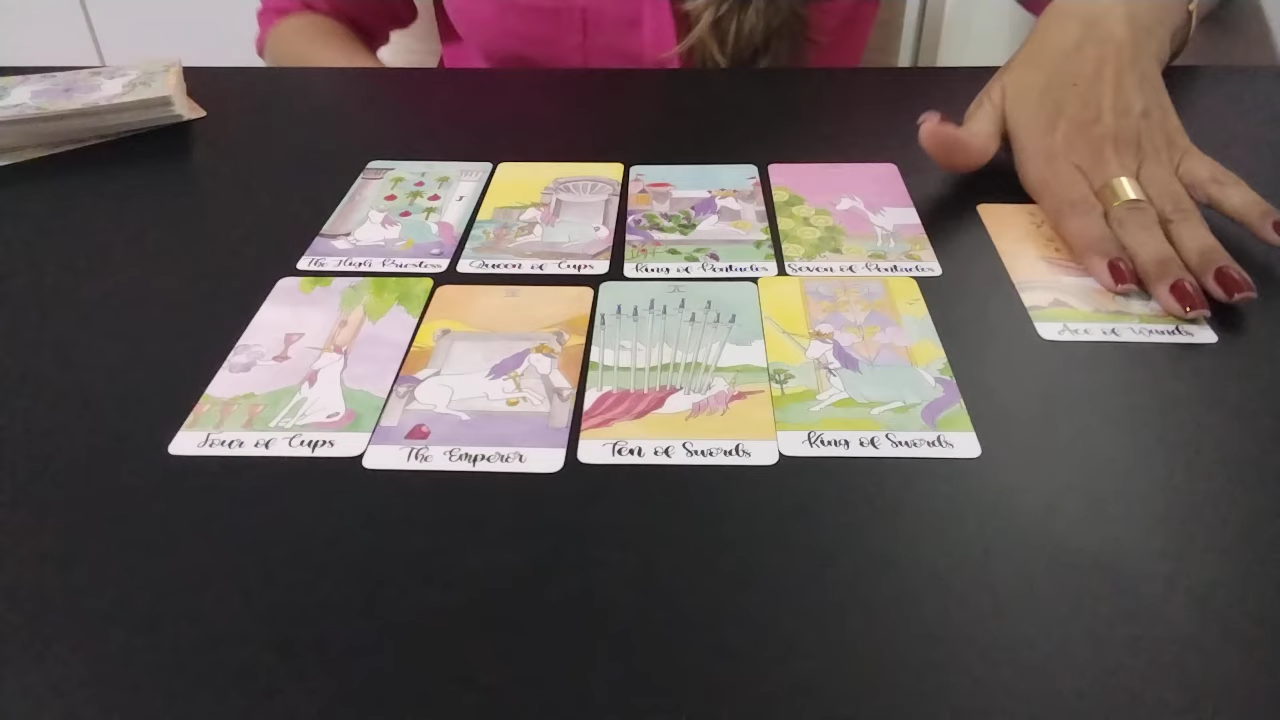 The High Priestess
Queen of Cups
King of Pentacles
Seven of Pentacles
Ace of Wands
Four of Cups
The Emperor
X
Ten of Swords
King of Swords